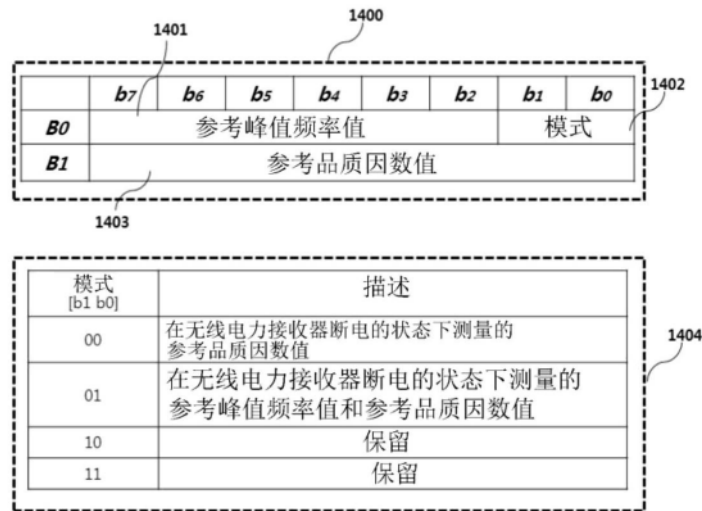 1400
1401
b7 b6 b5 b4 b3 b2 b1 b0
1402
B0 参考峰值频率值 模式
B1 参考品质因数值
1403
模式
[b1 b0]
描述
00
在无线电力接收器断电的状态下测量的
参考品质因数值
1404
01
在无线电力接收器断电的状态下测量的
参考峰值频率值和参考品质因数值
10 保留
11 保留